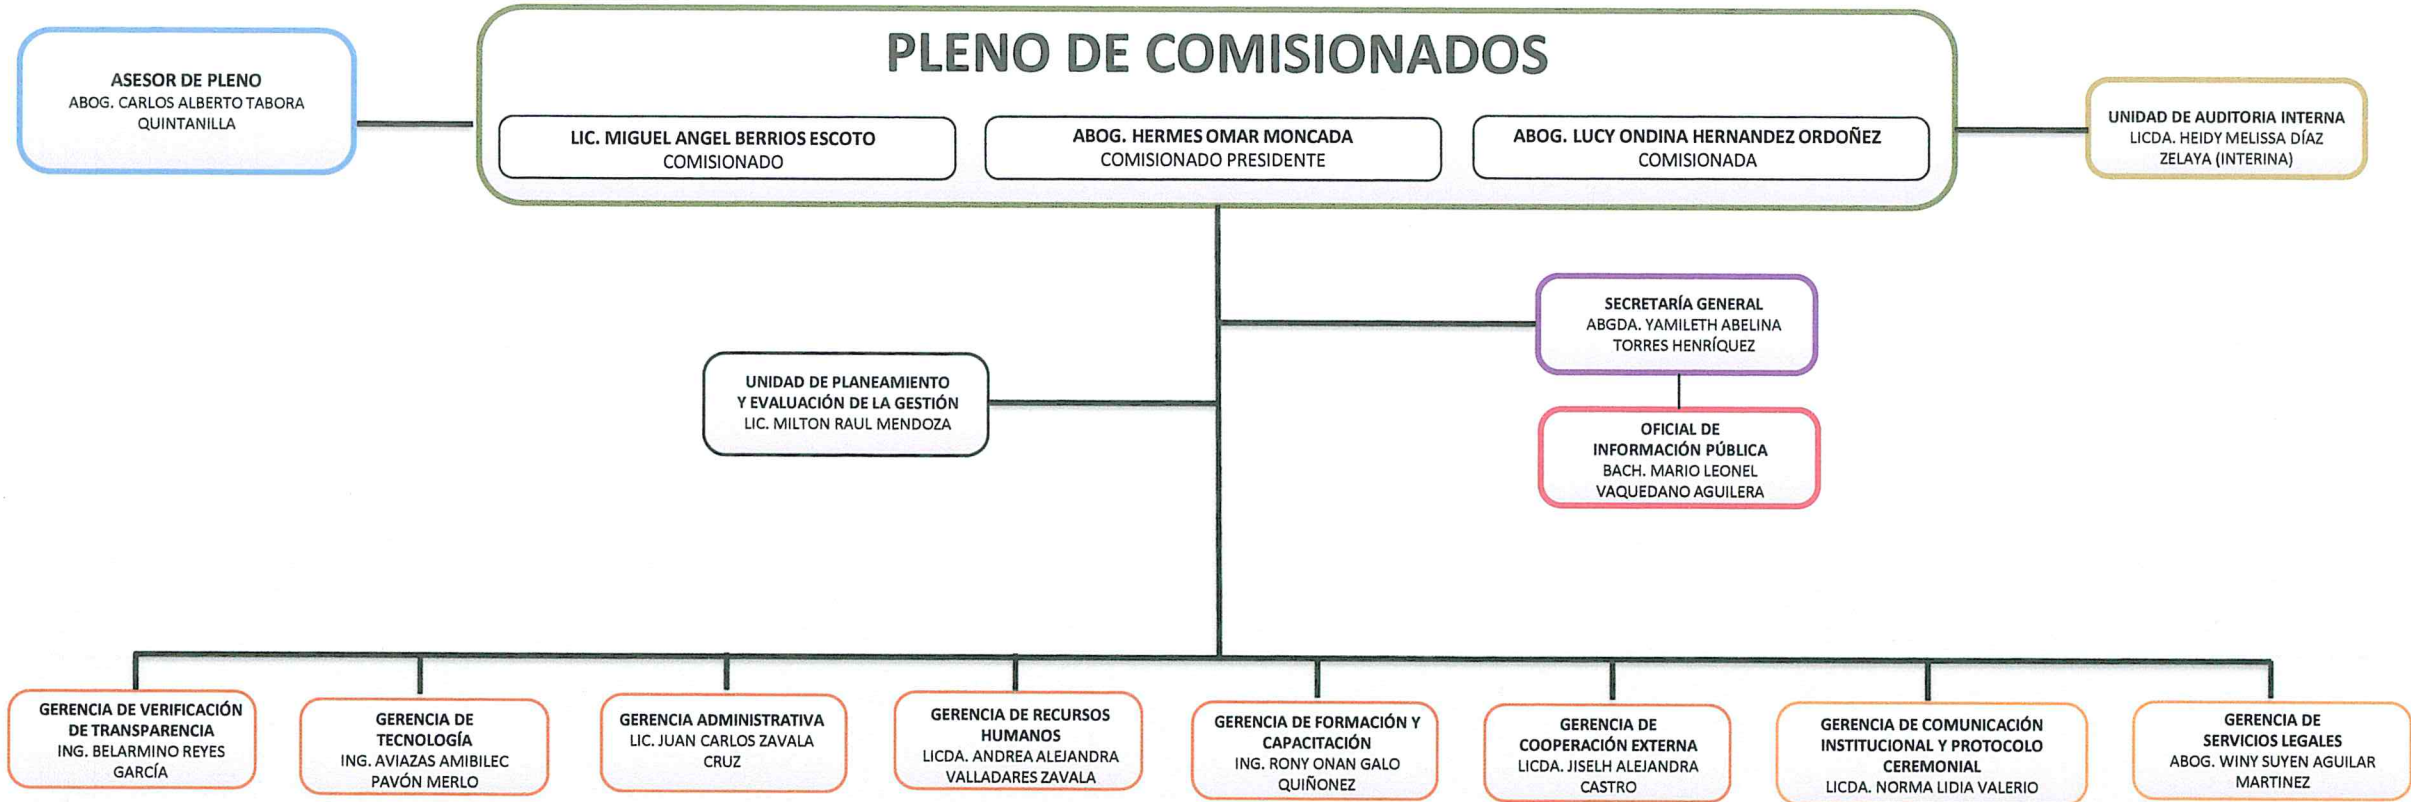 PLENO DE COMISIONADOS
ASESOR DE PLENO
ABOG. CARLOS ALBERTO TABORA
QUINTANILLA
LIC. MIGUEL ANGEL BERRIOS ESCOTO
COMISIONADO
ABOG. HERMES OMAR MONCADA
COMISIONADO PRESIDENTE
ABOG. LUCY ONDINA HERNANDEZ ORDOÑEZ
COMISIONADA
UNIDAD DE AUDITORIA INTERNA
LICDA. HEIDY MELISSA DÍAZ
ZELAYA (INTERINA)
SECRETARÍA GENERAL
ABGDA. YAMILETH ABELINA
TORRES HENRÍQUEZ
UNIDAD DE PLANEAMIENTO
Y EVALUACIÓN DE LA GESTIÓN
LIC. MILTON RAUL MENDOZA
OFICIAL DE
INFORMACIÓN PÚBLICA
BACH. MARIO LEONEL
VAQUEDANO AGUILERA
GERENCIA DE VERIFICACIÓN
DE TRANSPARENCIA
ING. BELARMINO REYES
GARCÍA
GERENCIA DE
TECNOLOGÍA
ING. AVIAZAS AMIBILEC
PAVÓN MERLO
GERENCIA ADMINISTRATIVA
LIC. JUAN CARLOS ZAVALA
CRUZ
GERENCIA DE RECURSOS
HUMANOS
LICDA. ANDREA ALEJANDRA
VALLADARES ZAVALA
GERENCIA DE FORMACIÓN Y
CAPACITACIÓN
ING. RONY ONAN GALO
QUIÑONEZ
GERENCIA DE
COOPERACIÓN EXTERNA
LICDA. JISELH ALEJANDRA
CASTRO
GERENCIA DE COMUNICACIÓN
INSTITUCIONAL Y PROTOCOLO
CEREMONIAL
LICDA. NORMA LIDIA VALERIO
GERENCIA DE
SERVICIOS LEGALES
ABOG. WINY SUYEN AGUILAR
MARTINEZ